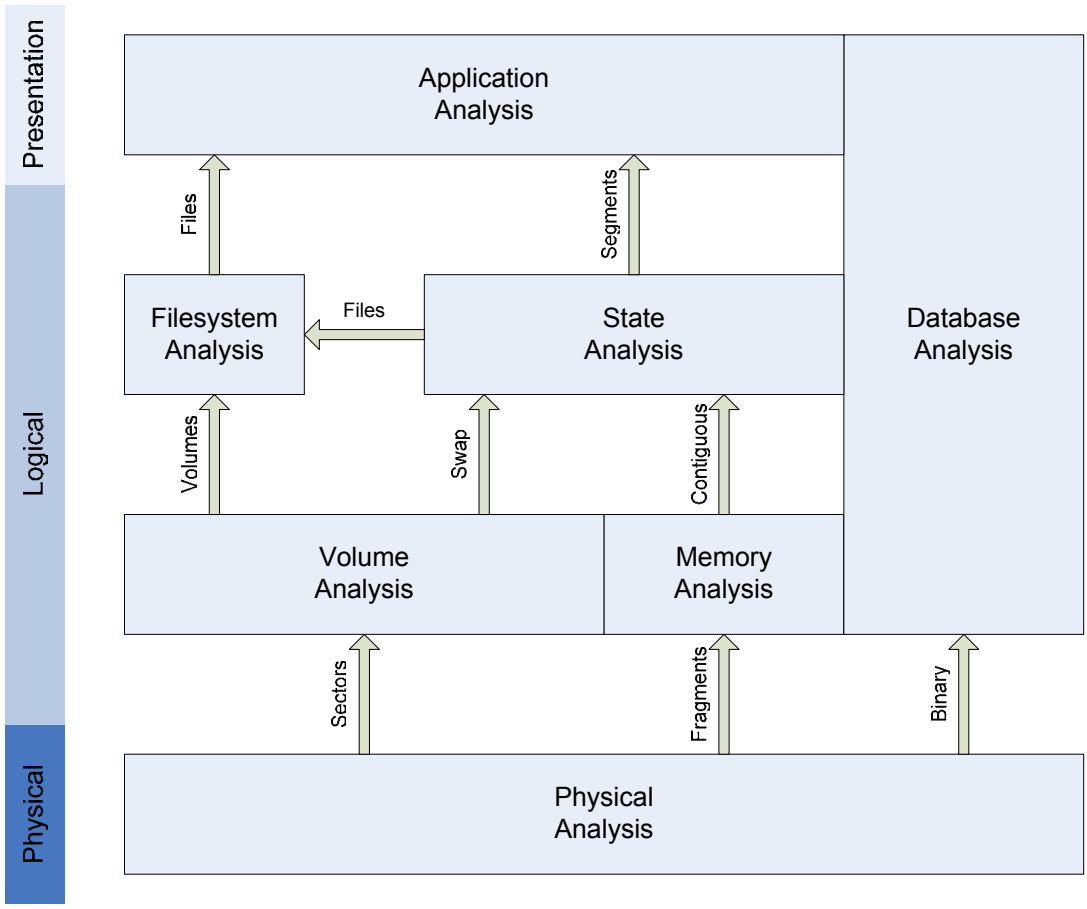 Presentation
Application
Analysis
Files
Segments
Logical
Filesystem
Analysis
Files
State
Analysis
Database
Analysis
Volumes
Swap
Contiguous
Volume
Analysis
Memory
Analysis
Sectors
Fragments
Binary
Physical
Physical
Analysis